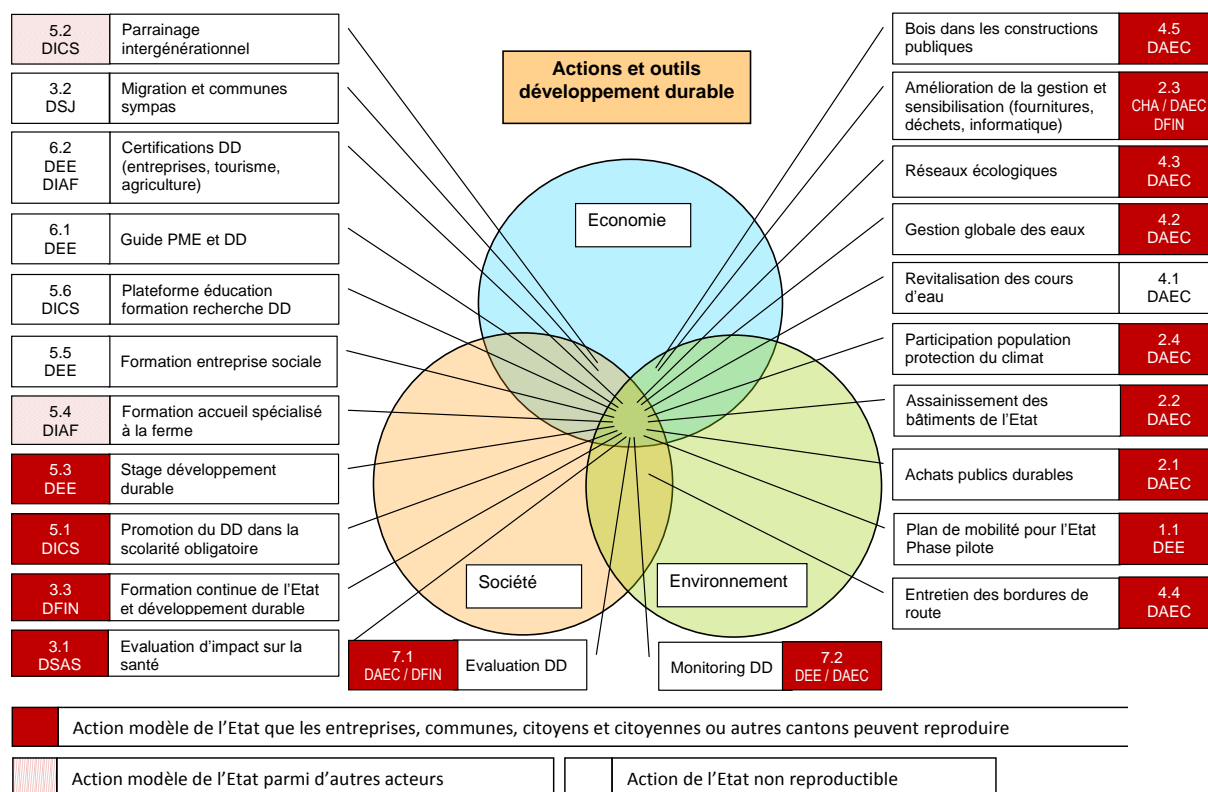 Actions et outils
développement durable
5.2
DICS
Parrainage
intergénérationnel
3.2
DSJ
Migration et communes
sympas
6.2
DEE
DIAF
Certifications DD
(entreprises, tourisme,
agriculture)
6.1
DEE
Guide PME et DD
5.6
DICS
Plateforme éducation
formation recherche DD
5.5
DEE
Formation entreprise sociale
5.4
DIAF
Formation accueil spécialisé
à la ferme
5.3
DEE
Stage développement
durable
5.1
DICS
Promotion du DD dans la
scolarité obligatoire
3.3
DFIN
Formation continue de l'Etat
et développement durable
3.1
DSAS
Evaluation d'impact sur la
santé
Economie
Société
Environnement
7.1
DAEC / DFIN
Evaluation DD
Monitoring DD
7.2
DEE / DAEC
Bois dans les constructions
publiques
4.5
DAEC
Amélioration de la gestion et
sensibilisation (fournitures,
déchets, informatique)
2.3
CHA / DAEC
DFIN
Réseaux écologiques
4.3
DAEC
Gestion globale des eaux
4.2
DAEC
Revitalisation des cours
d'eau
4.1
DAEC
Participation population
protection du climat
2.4
DAEC
Assainissement des
bâtiments de l'Etat
2.2
DAEC
Achats publics durables
2.1
DAEC
Plan de mobilité pour l'Etat
Phase pilote
1.1
DEE
Entretien des bordures de
route
4.4
DAEC
Action modèle de l'Etat que les entreprises, communes, citoyens et citoyennes ou autres cantons peuvent reproduire
Action modèle de l'Etat parmi d'autres acteurs
Action de l'Etat non reproductible